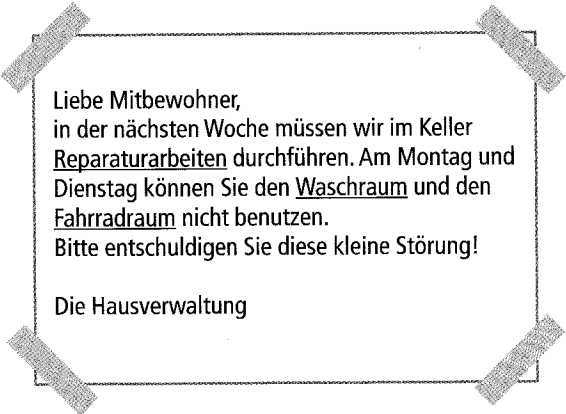 Liebe Mitbewohner,
in der nächsten Woche müssen wir im Keller
Reparaturarbeiten durchführen. Am Montag und
Dienstag können Sie den Waschraum und den
Fahrradraum nicht benutzen.
Bitte entschuldigen Sie diese kleine Störung!
Die Hausverwaltung